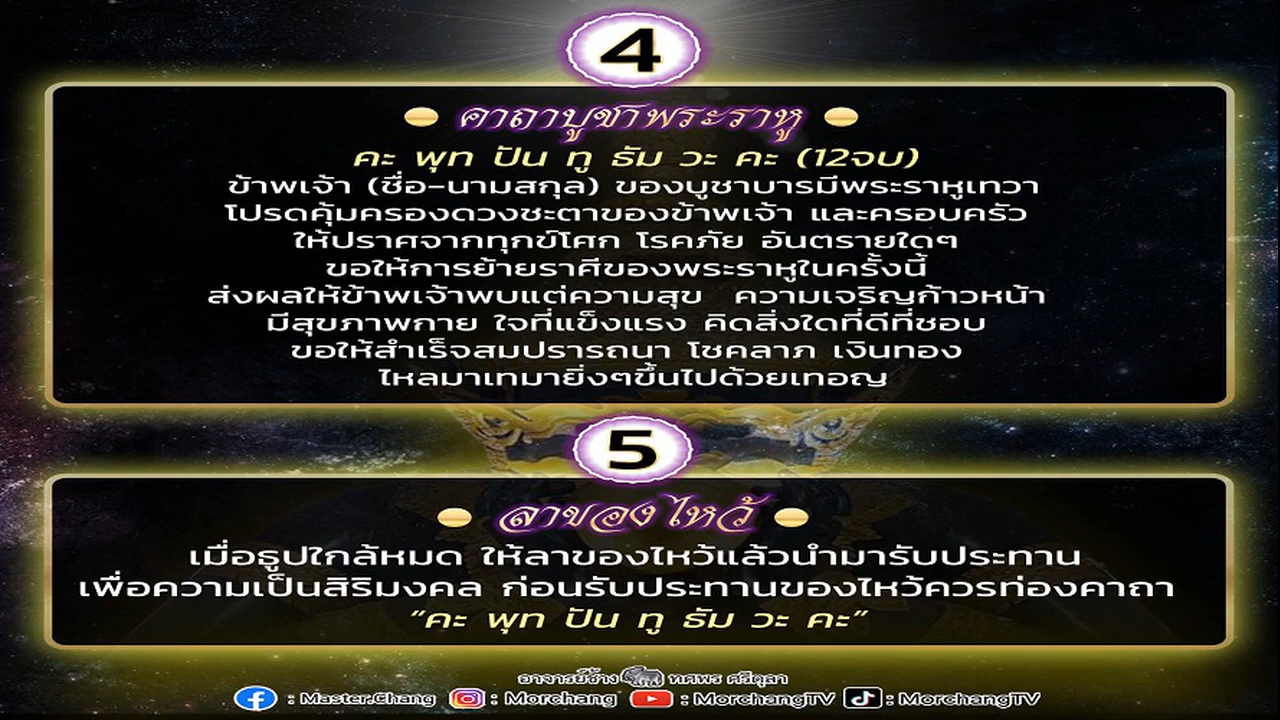 4
คาถาบูชาพระราหู
คะ พุท ปัน ทู ธัม วะ คะ (12จบ)
ข้าพเจ้า (ชื่อ-นามสกุล) ของบูชาบารมีพระราหูเทวา
โปรดคุ้มครองดวงชะตาของข้าพเจ้า และครอบครัว
ให้ปราศจากทุกข์โศก โรคภัย อันตรายใดๆ
ขอให้การย้ายราศีของพระราหูในครั้งนี้
ส่งผลให้ข้าพเจ้าพบแต่ความสุข ความเจริญก้าวหน้า
มีสุขภาพกาย ใจที่แข็งแรง คิดสิ่งใดที่ดีที่ชอบ
ขอให้สำเร็จสมปรารถนา โชคลาภ เงินทอง
ไหลมาเทมายิ่งๆขึ้นไปด้วยเทอญ
5
ลาของไหว้
เมื่อธูปใกล้หมด ให้ลาของไหว้แล้วนำมารับประทาน
เพื่อความเป็นสิริมงคล ก่อนรับประทานของไหว้ควรท่องคาถา
"คะ พุท ปัน ทู ธัม วะ คะ"
อาจารย์ช้าง ทศพร ศรีตุลา
: Master.Chang : Morchang : MorchangTV : MorchangTV